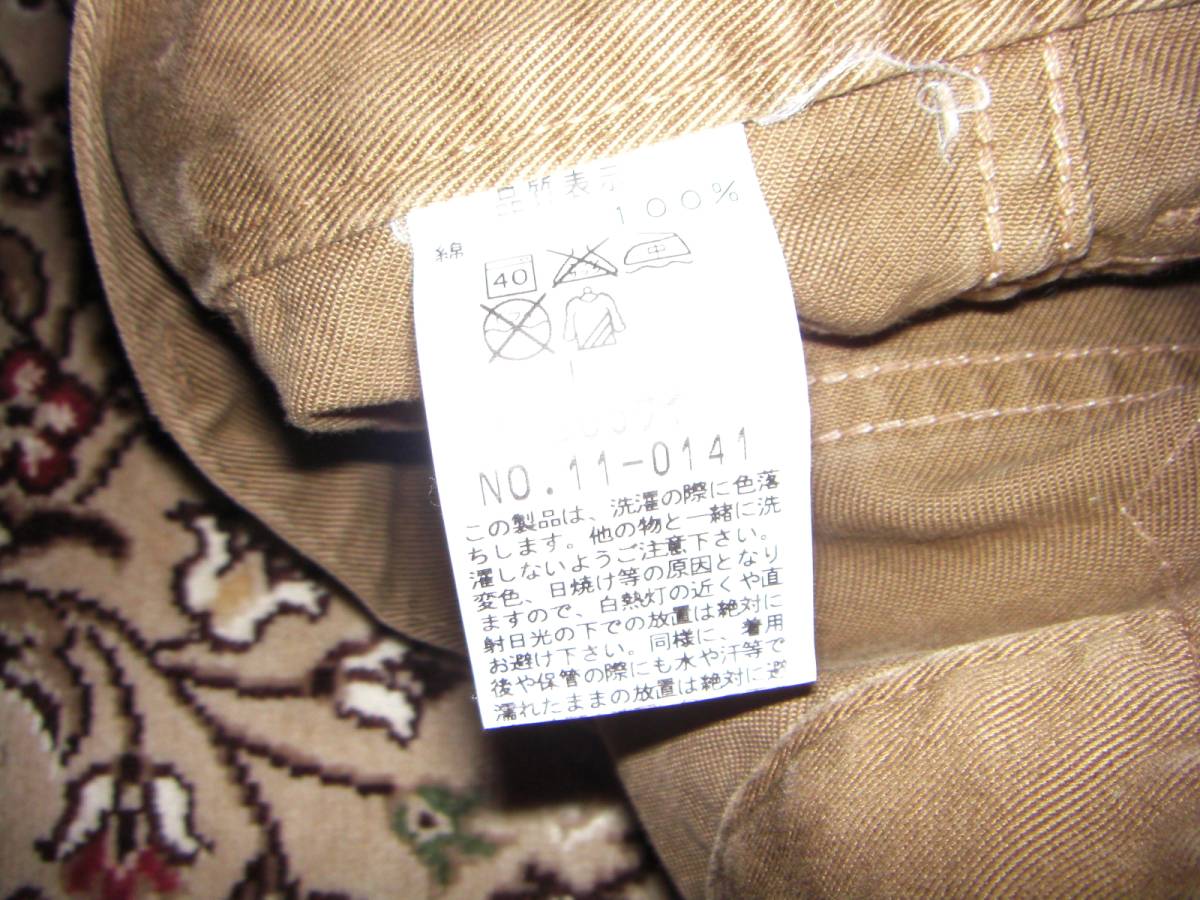 品質表示
綿 100%
40
中
NO.11-0141
この製品は、洗濯の際に色落
ちします。他の物と一緒に洗
濯しないようご注意下さい。
変色、日焼け等の原因となり
ますので、白熱灯の近くや直
射日光の下での放置は絶対に
お避け下さい。同様に、着用
後や保管の際にも水や汗等で
濡れたままの放置は絶対に避